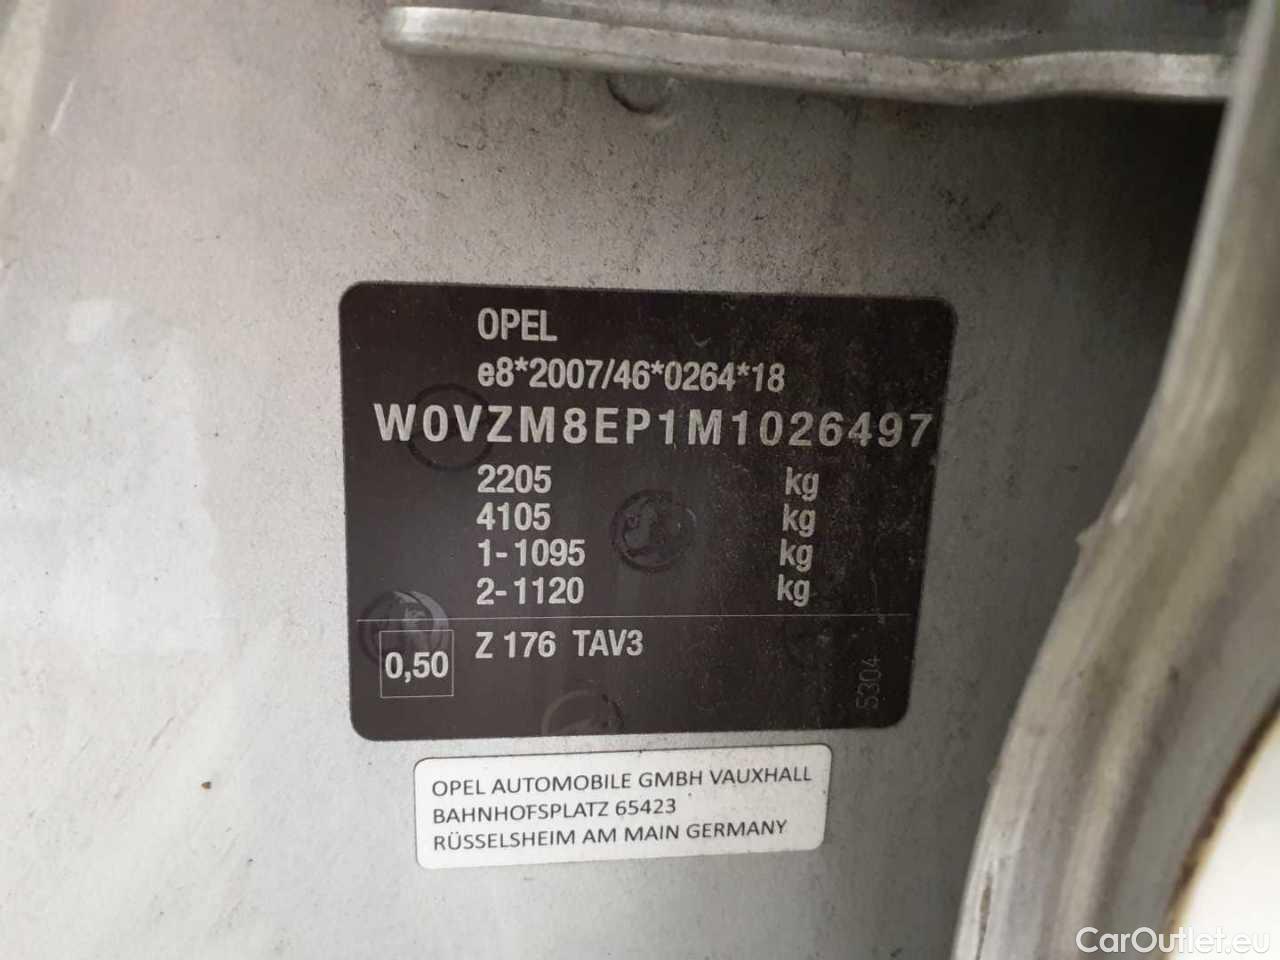 OPEL
e8*2007/46*0264*18
W0VZM8EP1M1026497
2205 kg
4105 kg
1-1095 kg
2-1120 kg
0,50 Z 176 TAV3
5304
OPEL AUTOMOBILE GMBH VAUXHALL
BAHNHOFSPLATZ 65423
RÜSSELSHEIM AM MAIN GERMANY
CarOutlet.eu